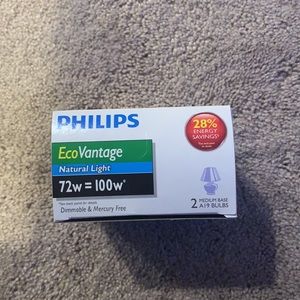 PHILIPS
28%
ENERGY
SAVINGS
EcoVantage
Natural Light
72w = 100w*
Dimmable & Mercury Free
2 MEDIUM BASE
A19 BULBS